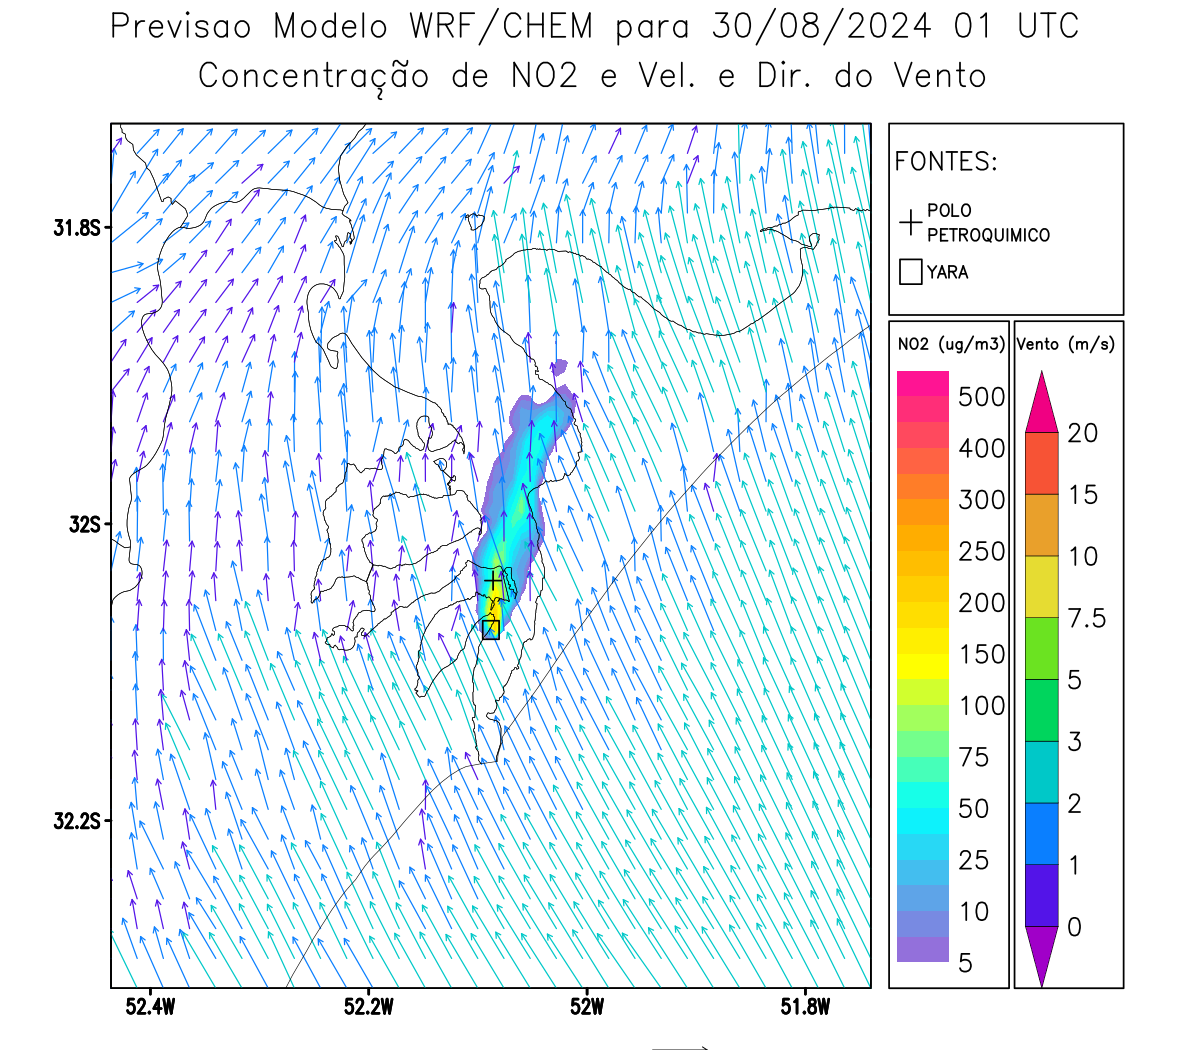 Previsao Modelo WRF/CHEM para 30/08/2024 01 UTC
Concentração de NO2 e Vel. e Dir. do Vento
FONTES:
POLO
PETROQUIMICO
YARA
NO2 (ug/m3)
500
400
300
250
200
150
100
75
50
25
10
5
Vento (m/s)
20
15
10
7.5
5
3
2
1
0
31.8S
32S
32.2S
52.4W
52.2W
52W
51.8W